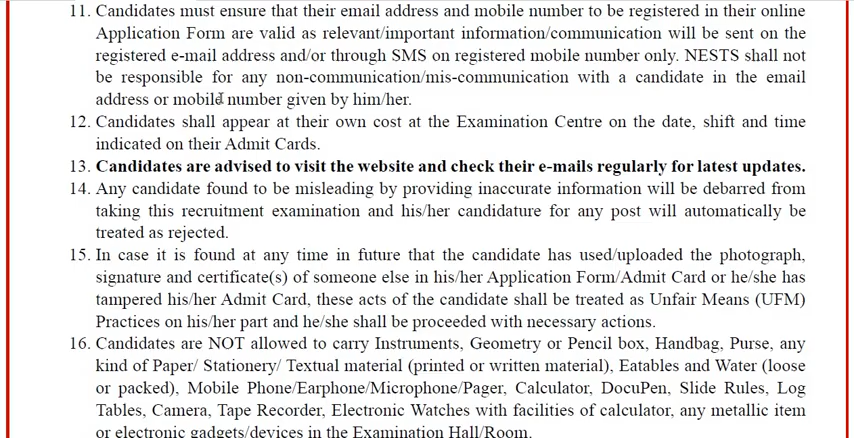 11. Candidates must ensure that their email address and mobile number to be registered in their online
Application Form are valid as relevant/important information/communication will be sent on the
registered e-mail address and/or through SMS on registered mobile number only. NESTS shall not
be responsible for any non-communication/mis-communication with a candidate in the email
address or mobile number given by him/her.
12. Candidates shall appear at their own cost at the Examination Centre on the date, shift and time
indicated on their Admit Cards.
13. Candidates are advised to visit the website and check their e-mails regularly for latest updates.
14. Any candidate found to be misleading by providing inaccurate information will be debarred from
taking this recruitment examination and his/her candidature for any post will automatically be
treated as rejected.
15. In case it is found at any time in future that the candidate has used/uploaded the photograph,
signature and certificate(s) of someone else in his/her Application Form/Admit Card or he/she has
tampered his/her Admit Card, these acts of the candidate shall be treated as Unfair Means (UFM)
Practices on his/her part and he/she shall be proceeded with necessary actions.
16. Candidates are NOT allowed to carry Instruments, Geometry or Pencil box, Handbag, Purse, any
kind of Paper/ Stationery/ Textual material (printed or written material), Eatables and Water (loose
or packed), Mobile Phone/Earphone/Microphone/Pager, Calculator, DocuPen, Slide Rules, Log
Tables, Camera, Tape Recorder, Electronic Watches with facilities of calculator, any metallic item
or electronic gadgets/devices in the Examination Hall/Room.